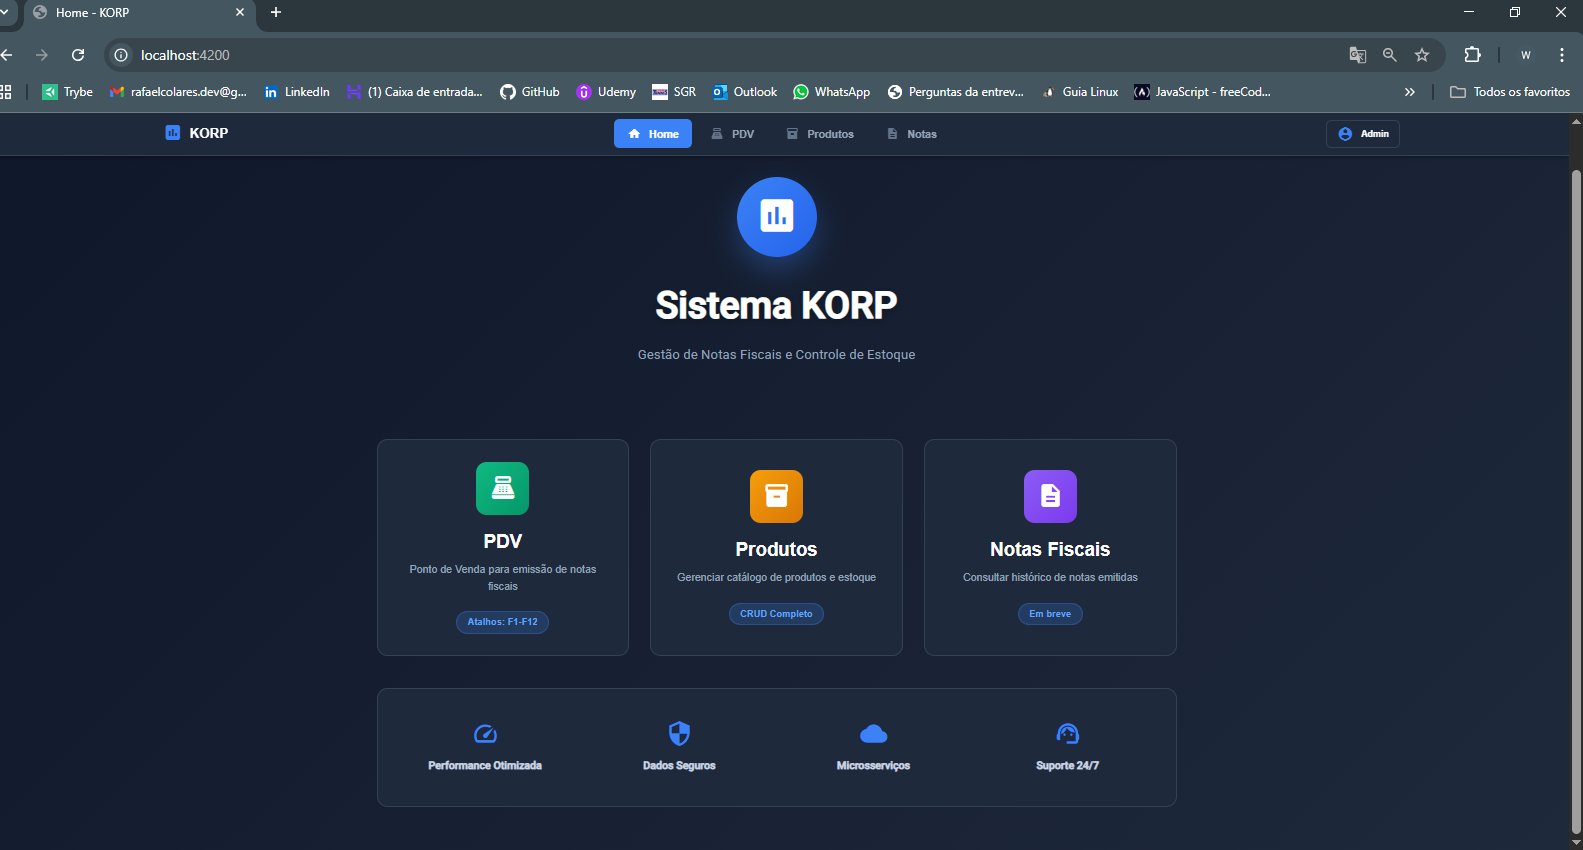 Home - KORP
localhost:4200
W
Trybe
rafaelcolares.dev@g...
LinkedIn
(1) Caixa de entrada...
GitHub
Udemy
SGR
Outlook
WhatsApp
Perguntas da entrev...
Guia Linux
JavaScript - freeCod...
Todos os favoritos
KORP
Home
PDV
Produtos
Notas
Admin
Sistema KORP
Gestão de Notas Fiscais e Controle de Estoque
PDV
Ponto de Venda para emissão de notas
fiscais
Atalhos: F1-F12
Produtos
Gerenciar catálogo de produtos e estoque
CRUD Completo
Notas Fiscais
Consultar histórico de notas emitidas
Em breve
Performance Otimizada
Dados Seguros
Microsserviços
Suporte 24/7